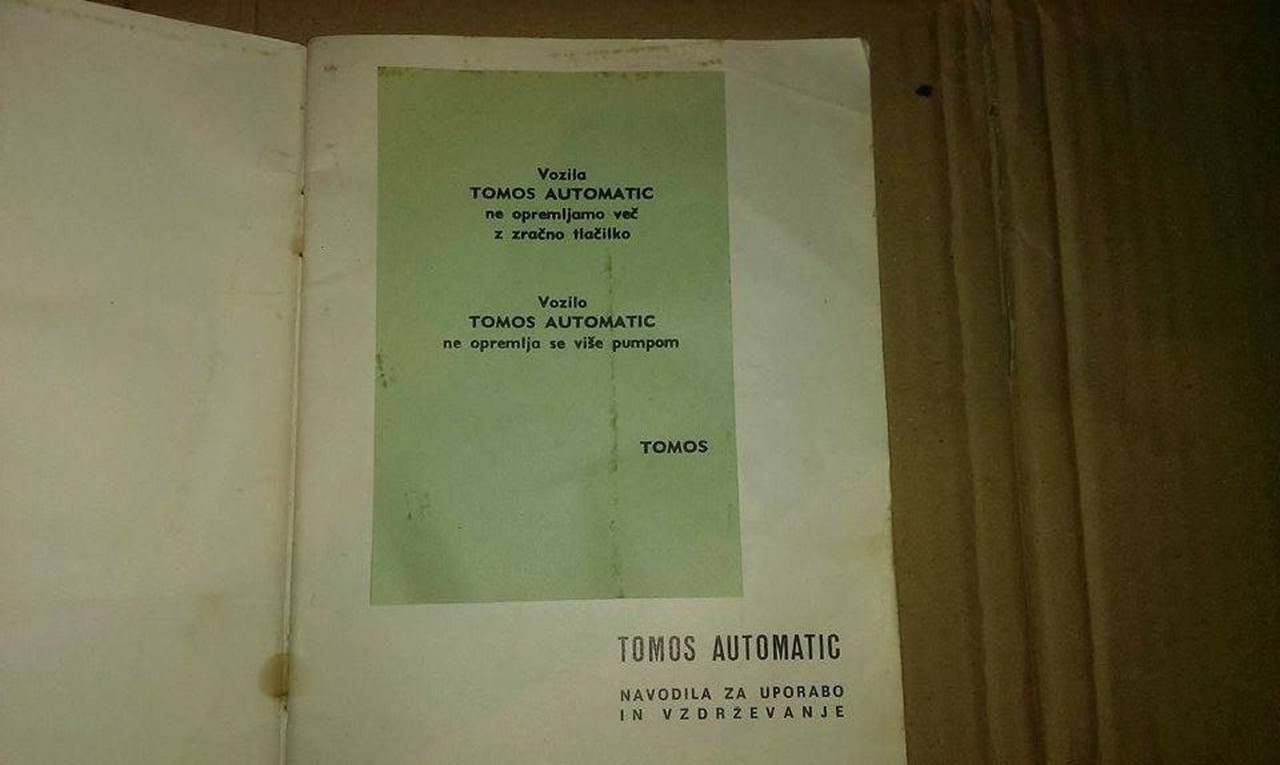 Vozila
TOMOS AUTOMATIC
ne opremljamo več
z zračno tlačilko
Vozilo
TOMOS AUTOMATIC
ne opremlja se više pumpom
TOMOS
TOMOS AUTOMATIC
NAVODILA ZA UPORABO
IN VZDRŽEVANJE